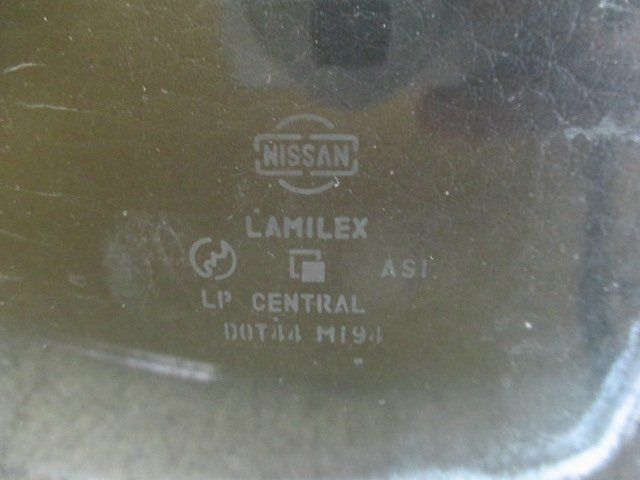 NISSAN
LAMILEX
AS1
LP CENTRAL
DOT44 M194